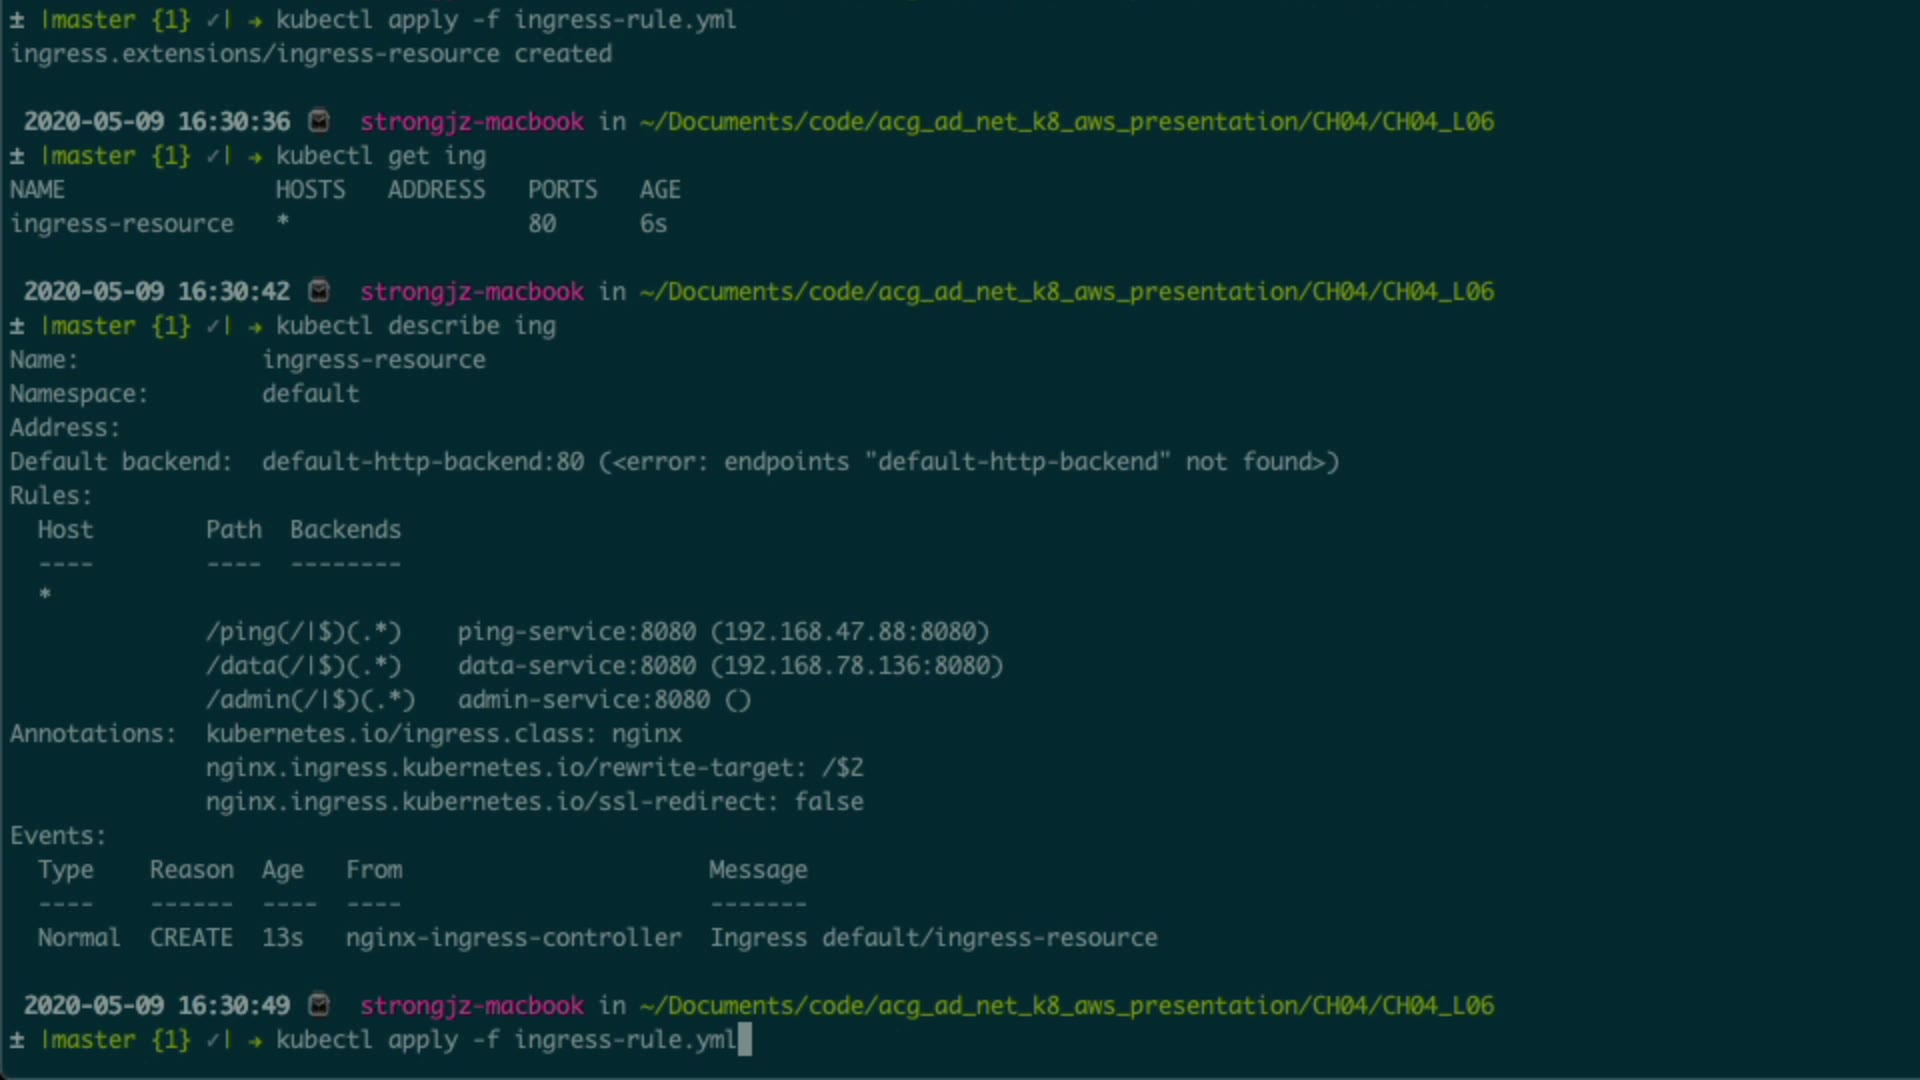 ± |master {1} ✓| → kubectl apply -f ingress-rule.yml
ingress.extensions/ingress-resource created
2020-05-09 16:30:36 strongjz-macbook in ~/Documents/code/acg_ad_net_k8_aws_presentation/CH04/CH04_L06
± |master {1} ✓| → kubectl get ing
NAME HOSTS ADDRESS PORTS AGE
ingress-resource * 80 6s
2020-05-09 16:30:42 strongjz-macbook in ~/Documents/code/acg_ad_net_k8_aws_presentation/CH04/CH04_L06
± |master {1} ✓| → kubectl describe ing
Name: ingress-resource
Namespace: default
Address:
Default backend: default-http-backend:80 (<error: endpoints "default-http-backend" not found>)
Rules:
Host Path Backends
---- ---- --------
*
/ping(/|$)(.*) ping-service:8080 (192.168.47.88:8080)
/data(/|$)(.*) data-service:8080 (192.168.78.136:8080)
/admin(/|$)(.*) admin-service:8080 ()
Annotations: kubernetes.io/ingress.class: nginx
nginx.ingress.kubernetes.io/rewrite-target: /$2
nginx.ingress.kubernetes.io/ssl-redirect: false
Events:
Type Reason Age From Message
---- ------ ---- ---- -------
Normal CREATE 13s nginx-ingress-controller Ingress default/ingress-resource
2020-05-09 16:30:49 strongjz-macbook in ~/Documents/code/acg_ad_net_k8_aws_presentation/CH04/CH04_L06
± |master {1} ✓| → kubectl apply -f ingress-rule.yml